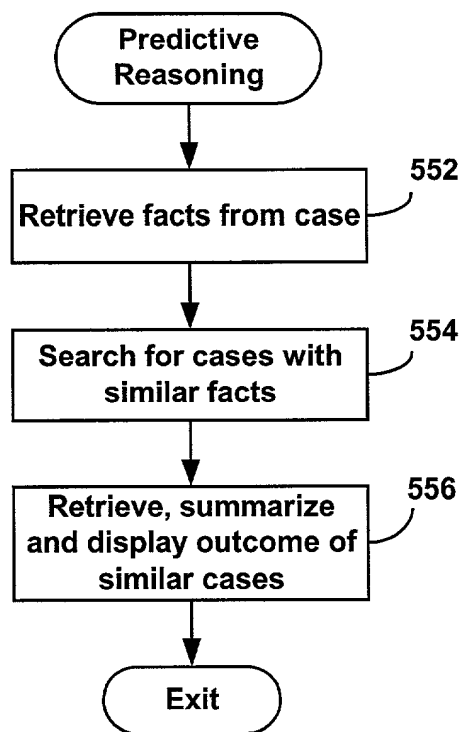 Predictive
Reasoning
552
Retrieve facts from case
554
Search for cases with
similar facts
556
Retrieve, summarize
and display outcome of
similar cases
Exit